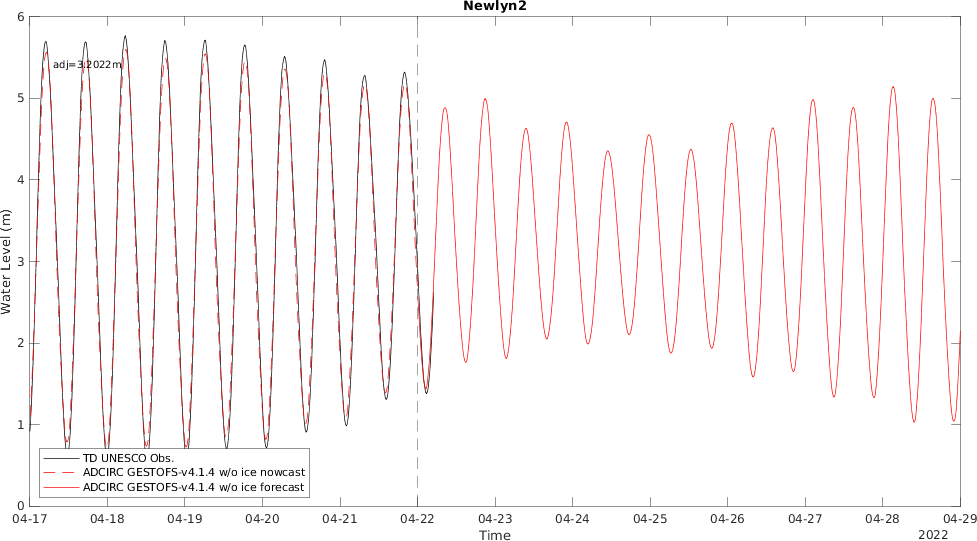 Newlyn2
6
adj=3.2022m
5
4
3
2
1
0
Water Level (m)
TD UNESCO Obs.
ADCIRC GESTOFS-v4.1.4 w/o ice nowcast
ADCIRC GESTOFS-v4.1.4 w/o ice forecast
04-17 04-18 04-19 04-20 04-21 04-22 04-23 04-24 04-25 04-26 04-27 04-28 04-29
Time
2022